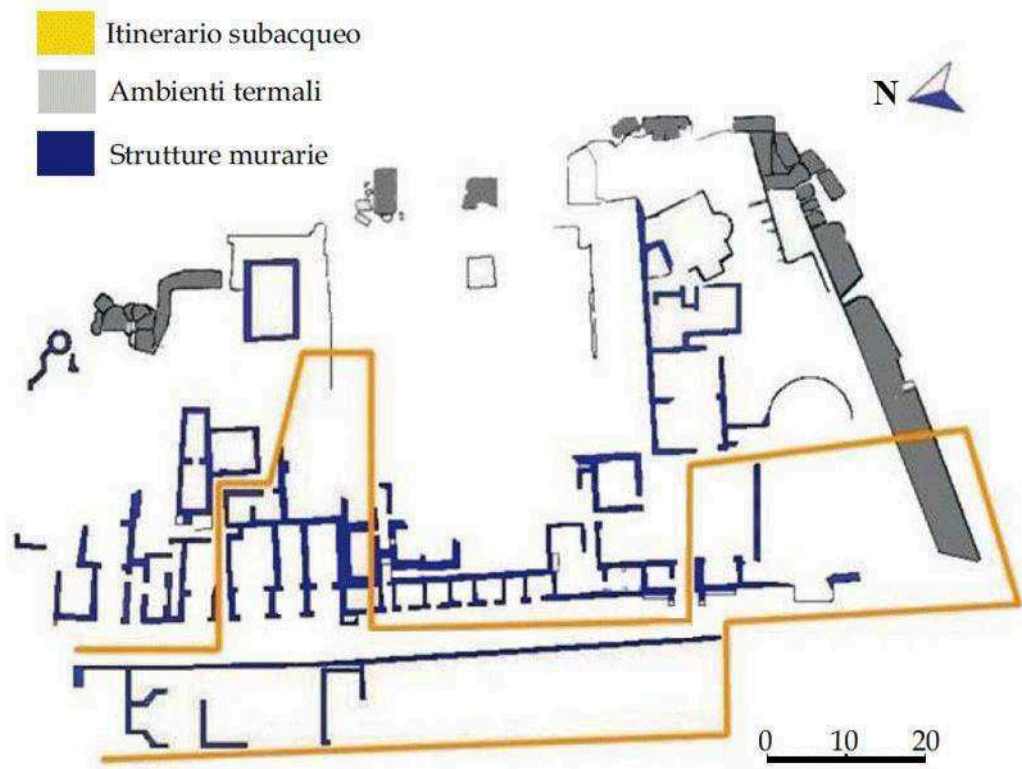 Itinerario subacqueo
Ambienti termali
Strutture murarie
N
0 10 20